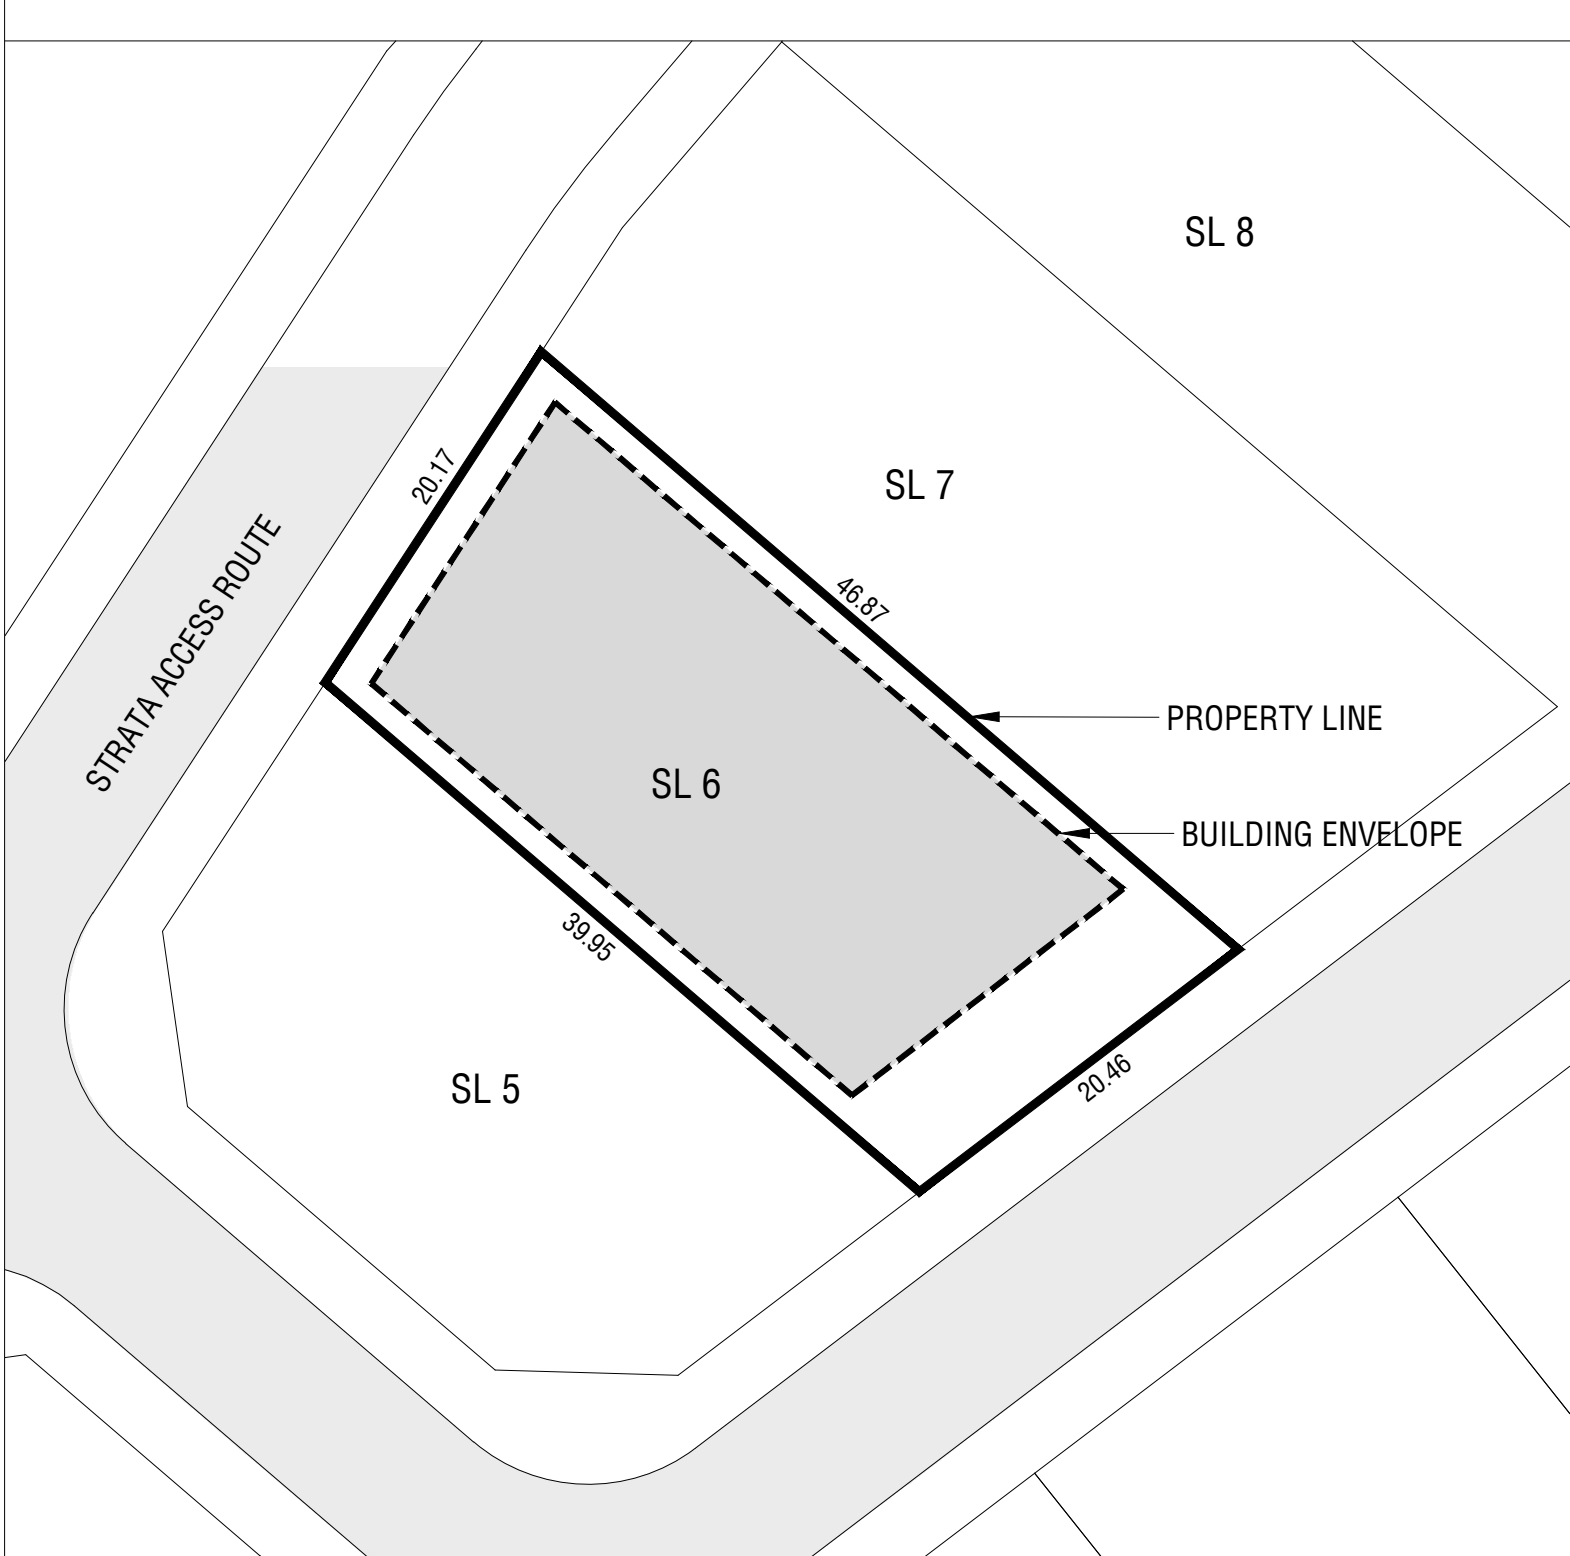 SL 8
20.17
SL 7
STRATA ACCESS ROUTE
46.87
PROPERTY LINE
SL 6
BUILDING ENVELOPE
39.95
SL 5
20.46